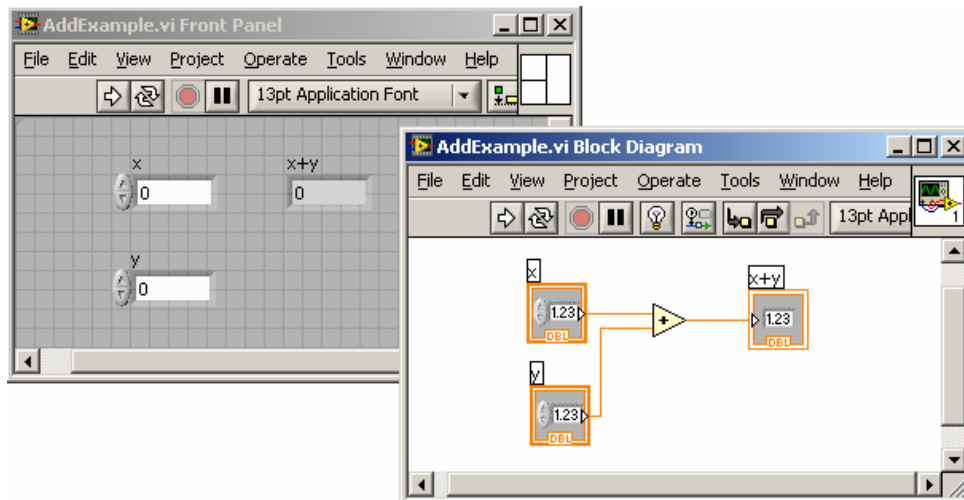 AddExample.vi Front Panel
File Edit View Project Operate Tools Window Help
13pt Application Font
x
0
x+y
0
y
0
AddExample.vi Block Diagram
File Edit View Project Operate Tools Window Help
13pt Appl
1
x
1.23
DBL
x+y
1.23
DBL
y
1.23
DBL